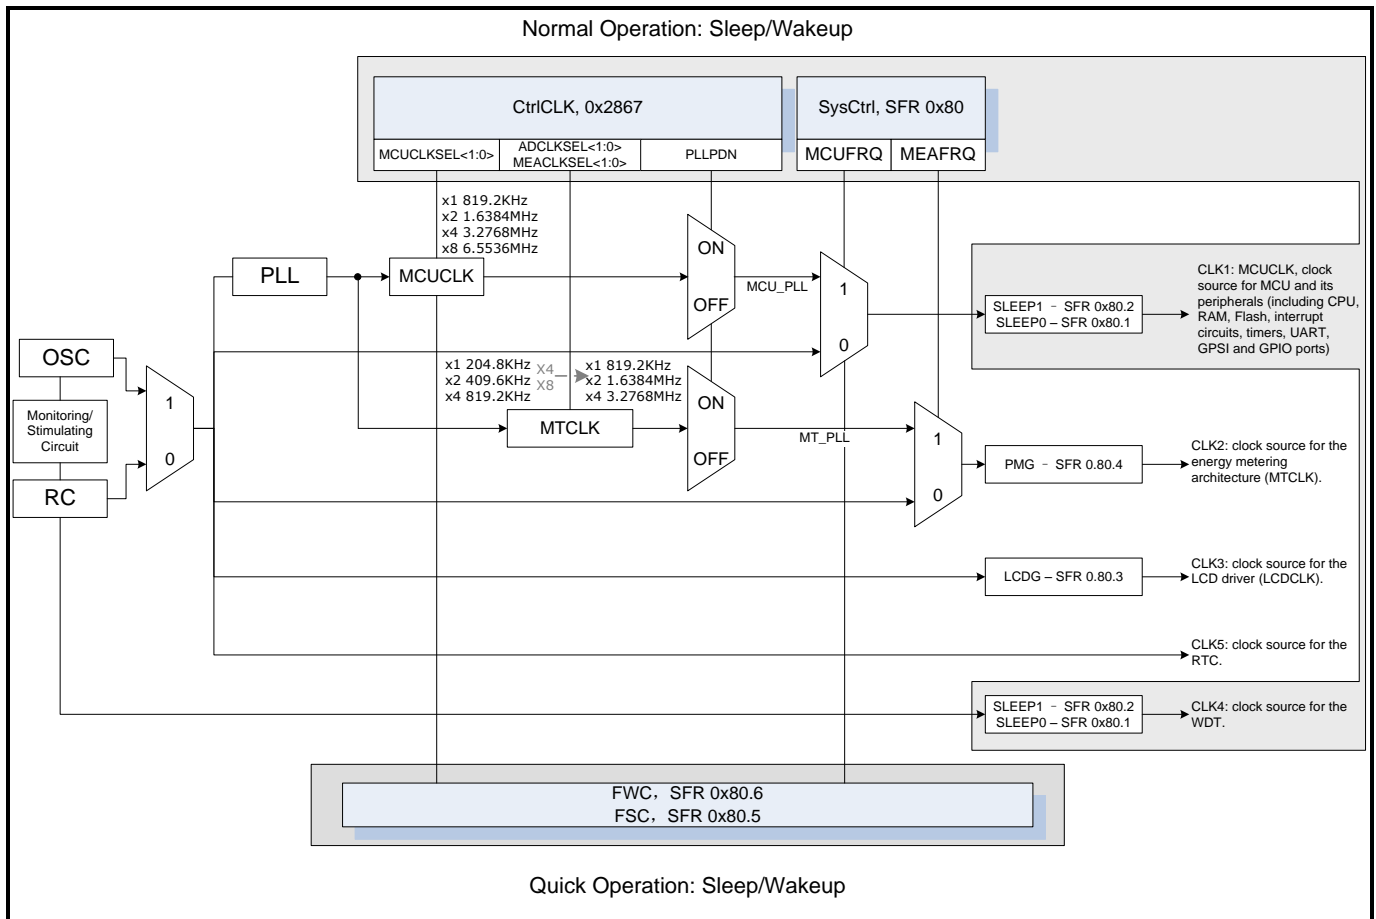 Normal Operation: Sleep/Wakeup
CtrlCLK, 0x2867
SysCtrl, SFR 0x80
MCUCLKSEL<1:0>
ADCLKSEL<1:0>
MEACLKSEL<1:0>
PLLPDN
MCUFRQ
MEAFRQ
x1 819.2KHz
x2 1.6384MHz
x4 3.2768MHz
x8 6.5536MHz
PLL
MCUCLK
ON
OFF
MCU_PLL
1
0
SLEEP1 – SFR 0x80.2
SLEEP0 – SFR 0x80.1
CLK1: MCUCLK, clock
source for MCU and its
peripherals (including CPU,
RAM, Flash, interrupt
circuits, timers, UART,
GPSI and GPIO ports)
OSC
Monitoring/
Stimulating
Circuit
RC
1
0
x1 204.8KHz
x2 409.6KHz
x4 819.2KHz
X4
X8
x1 819.2KHz
x2 1.6384MHz
x4 3.2768MHz
MTCLK
ON
OFF
MT_PLL
1
0
PMG – SFR 0.80.4
CLK2: clock source for the
energy metering
architecture (MTCLK).
LCDG – SFR 0.80.3
CLK3: clock source for the
LCD driver (LCDCLK).
CLK5: clock source for the
RTC.
SLEEP1 – SFR 0x80.2
SLEEP0 – SFR 0x80.1
CLK4: clock source for the
WDT.
FWC，SFR 0x80.6
FSC，SFR 0x80.5
Quick Operation: Sleep/Wakeup